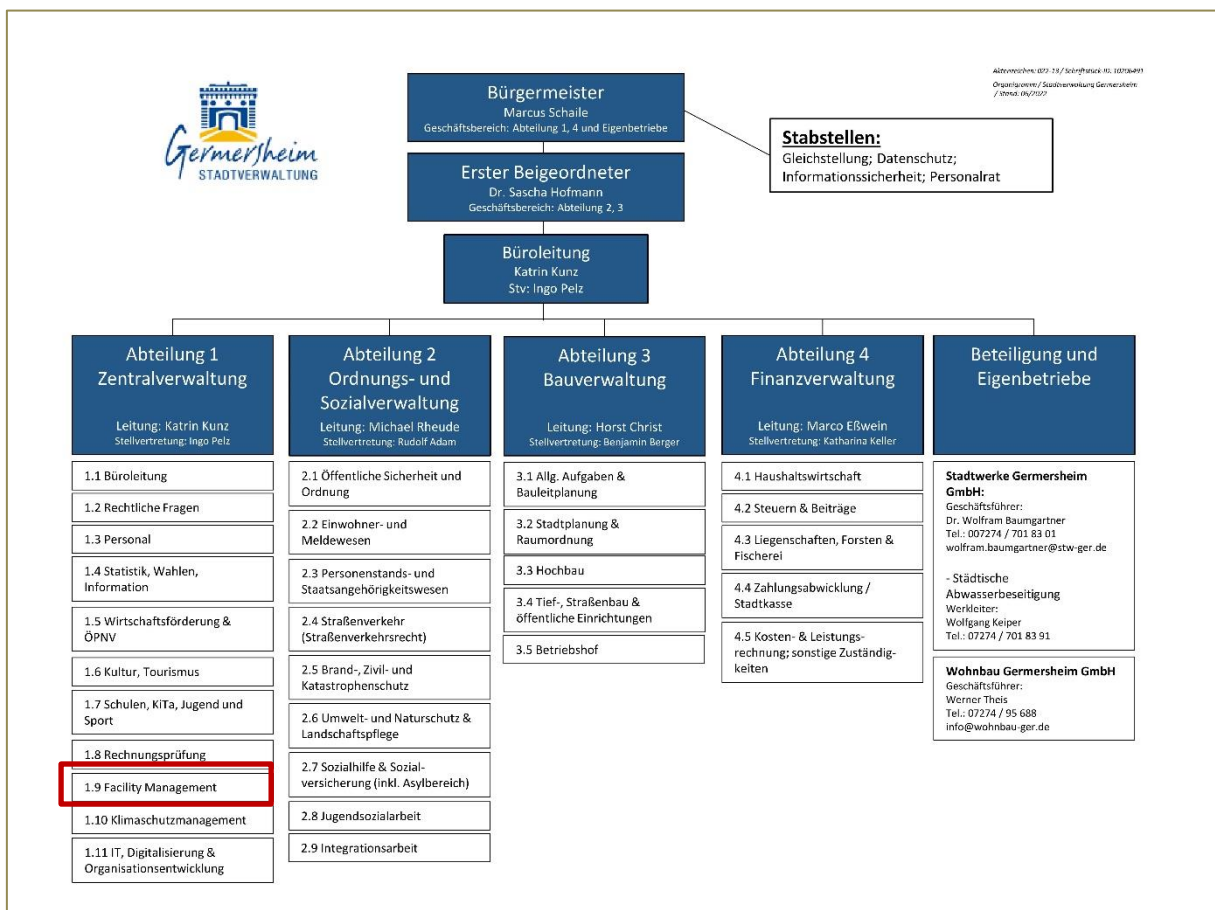 Germersheim
STADTVERWALTUNG
Aktenzeichen: 022-13 / Schriftstück-ID. 10206491
Organigramm / Stadtverwaltung Germersheim
/ Stand: 06/2022
Bürgermeister
Marcus Schaile
Geschäftsbereich: Abteilung 1, 4 und Eigenbetriebe
Stabstellen:
Gleichstellung; Datenschutz;
Informationssicherheit; Personalrat
Erster Beigeordneter
Dr. Sascha Hofmann
Geschäftsbereich: Abteilung 2, 3
Büroleitung
Katrin Kunz
Stv: Ingo Pelz
Abteilung 1
Zentralverwaltung
Leitung: Katrin Kunz
Stellvertretung: Ingo Pelz
1.1 Büroleitung
1.2 Rechtliche Fragen
1.3 Personal
1.4 Statistik, Wahlen,
Information
1.5 Wirtschaftsförderung &
ÖPNV
1.6 Kultur, Tourismus
1.7 Schulen, KiTa, Jugend und
Sport
1.8 Rechnungsprüfung
1.9 Facility Management
1.10 Klimaschutzmanagement
1.11 IT, Digitalisierung &
Organisationsentwicklung
Abteilung 2
Ordnungs- und
Sozialverwaltung
Leitung: Michael Rheude
Stellvertretung: Rudolf Adam
2.1 Öffentliche Sicherheit und
Ordnung
2.2 Einwohner- und
Meldewesen
2.3 Personenstands- und
Staatsangehörigkeitswesen
2.4 Straßenverkehr
(Straßenverkehrsrecht)
2.5 Brand-, Zivil- und
Katastrophenschutz
2.6 Umwelt- und Naturschutz &
Landschaftspflege
2.7 Sozialhilfe & Sozial-
versicherung (inkl. Asylbereich)
2.8 Jugendsozialarbeit
2.9 Integrationsarbeit
Abteilung 3
Bauverwaltung
Leitung: Horst Christ
Stellvertretung: Benjamin Berger
3.1 Allg. Aufgaben &
Bauleitplanung
3.2 Stadtplanung &
Raumordnung
3.3 Hochbau
3.4 Tief-, Straßenbau &
öffentliche Einrichtungen
3.5 Betriebshof
Abteilung 4
Finanzverwaltung
Leitung: Marco Eßwein
Stellvertretung: Katharina Keller
4.1 Haushaltswirtschaft
4.2 Steuern & Beiträge
4.3 Liegenschaften, Forsten &
Fischerei
4.4 Zahlungsabwicklung /
Stadtkasse
4.5 Kosten- & Leistungs-
rechnung; sonstige Zuständig-
keiten
Beteiligung und
Eigenbetriebe
Stadtwerke Germersheim
GmbH:
Geschäftsführer:
Dr. Wolfram Baumgartner
Tel.: 007274 / 701 83 01
wolfram.baumgartner@stw-ger.de
- Städtische
Abwasserbeseitigung
Werkleiter:
Wolfgang Keiper
Tel.: 07274 / 701 83 91
Wohnbau Germersheim GmbH
Geschäftsführer:
Werner Theis
Tel.: 07274 / 95 688
info@wohnbau-ger.de